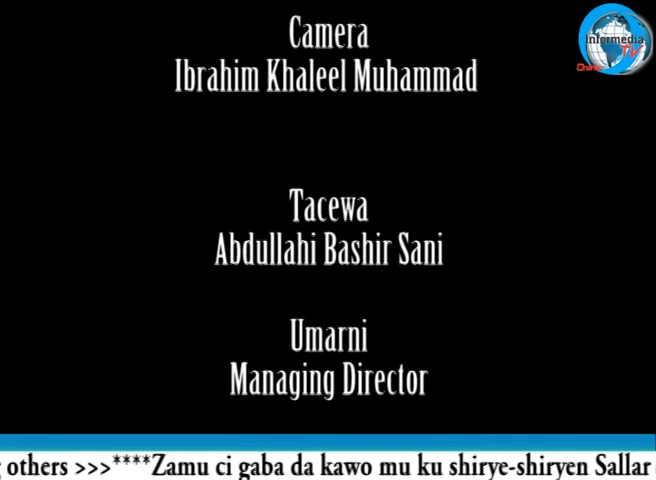 Camera
Ibrahim Khaleel Muhammad
Informedia
TV
Online
Tacewa
Abdullahi Bashir Sani
Umarni
Managing Director
others >>>****Zamu ci gaba da kawo mu ku shirye-shiryen Sallar